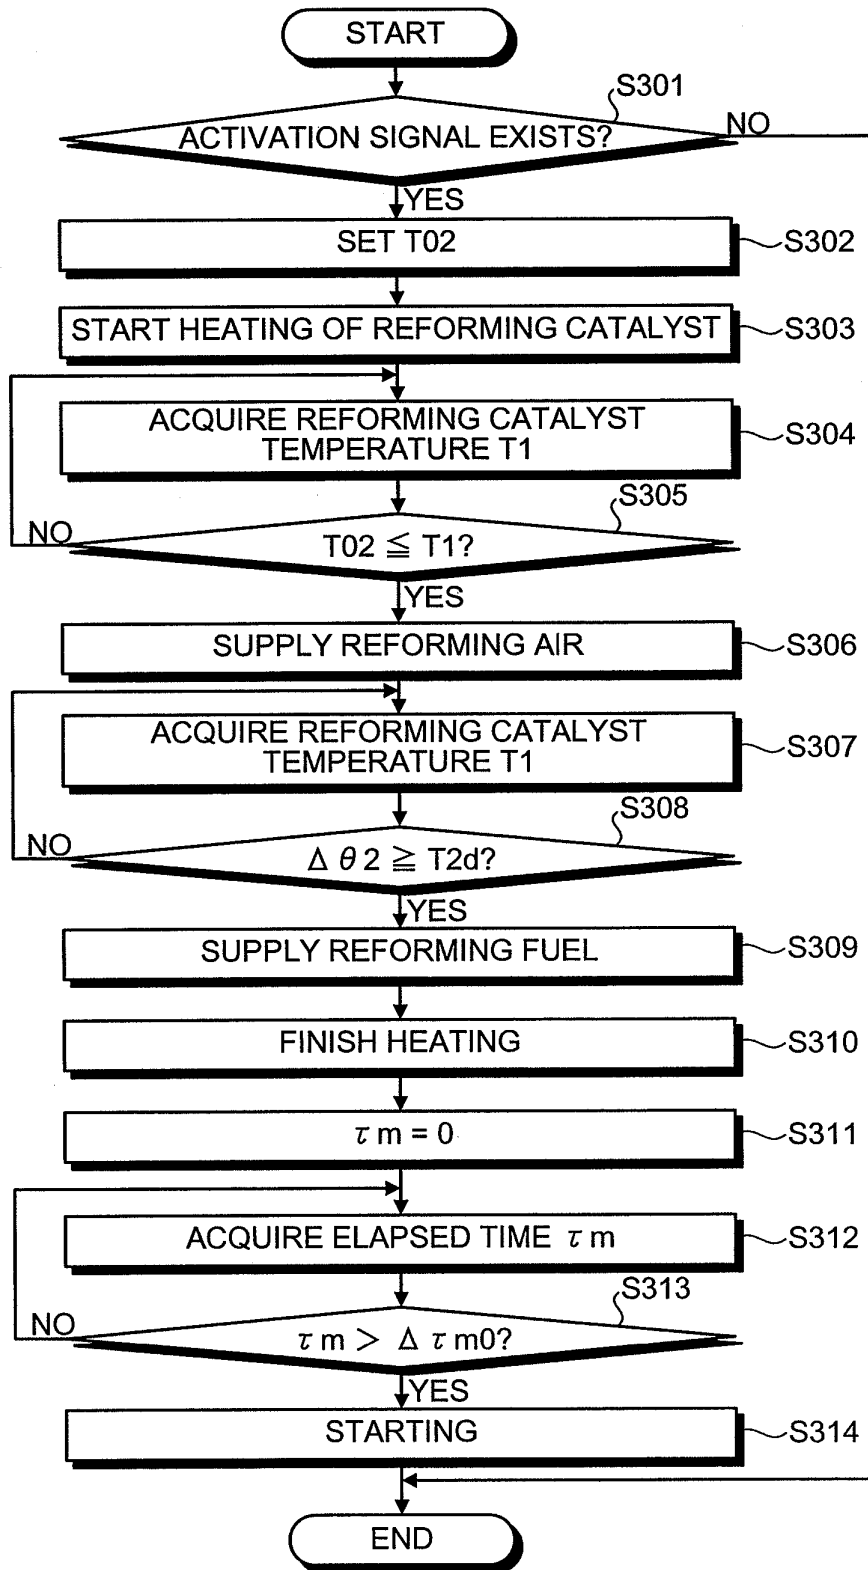 START
S301
ACTIVATION SIGNAL EXISTS?
NO
YES
SET T02
S302
START HEATING OF REFORMING CATALYST
S303
ACQUIRE REFORMING CATALYST
TEMPERATURE T1
S304
S305
NO
T02 ≦ T1?
YES
SUPPLY REFORMING AIR
S306
ACQUIRE REFORMING CATALYST
TEMPERATURE T1
S307
S308
NO
Δ θ 2 ≧ T2d?
YES
SUPPLY REFORMING FUEL
S309
FINISH HEATING
S310
τ m = 0
S311
ACQUIRE ELAPSED TIME τ m
S312
S313
NO
τ m > Δ τ m0?
YES
STARTING
S314
END